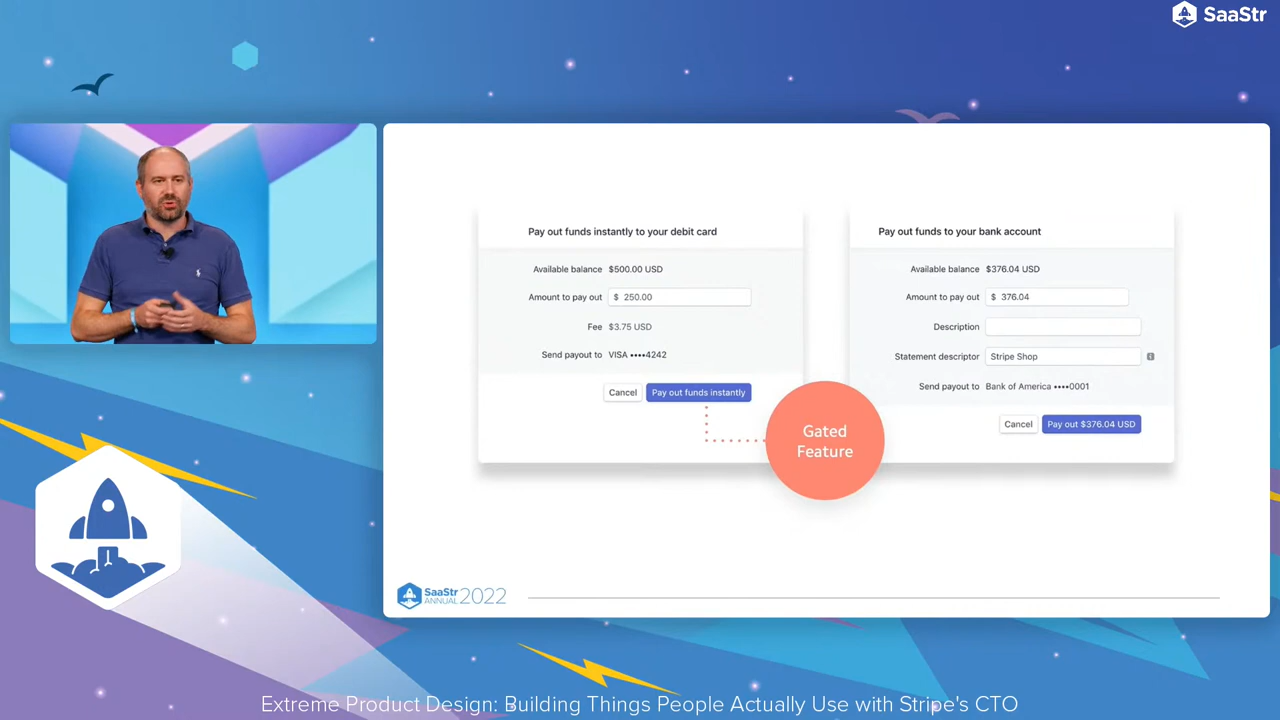 SaaStr
Pay out funds instantly to your debit card
Available balance $500.00 USD
Amount to pay out $ 250.00
Fee $3.75 USD
Send payout to VISA ••••4242
Cancel Pay out funds instantly
Pay out funds to your bank account
Available balance $376.04 USD
Amount to pay out $ 376.04
Description
Statement descriptor Stripe Shop
Send payout to Bank of America ••••0001
Cancel Pay out $376.04 USD
Gated
Feature
SaaStr
ANNUAL 2022
Extreme Product Design: Building Things People Actually Use with Stripe's CTO